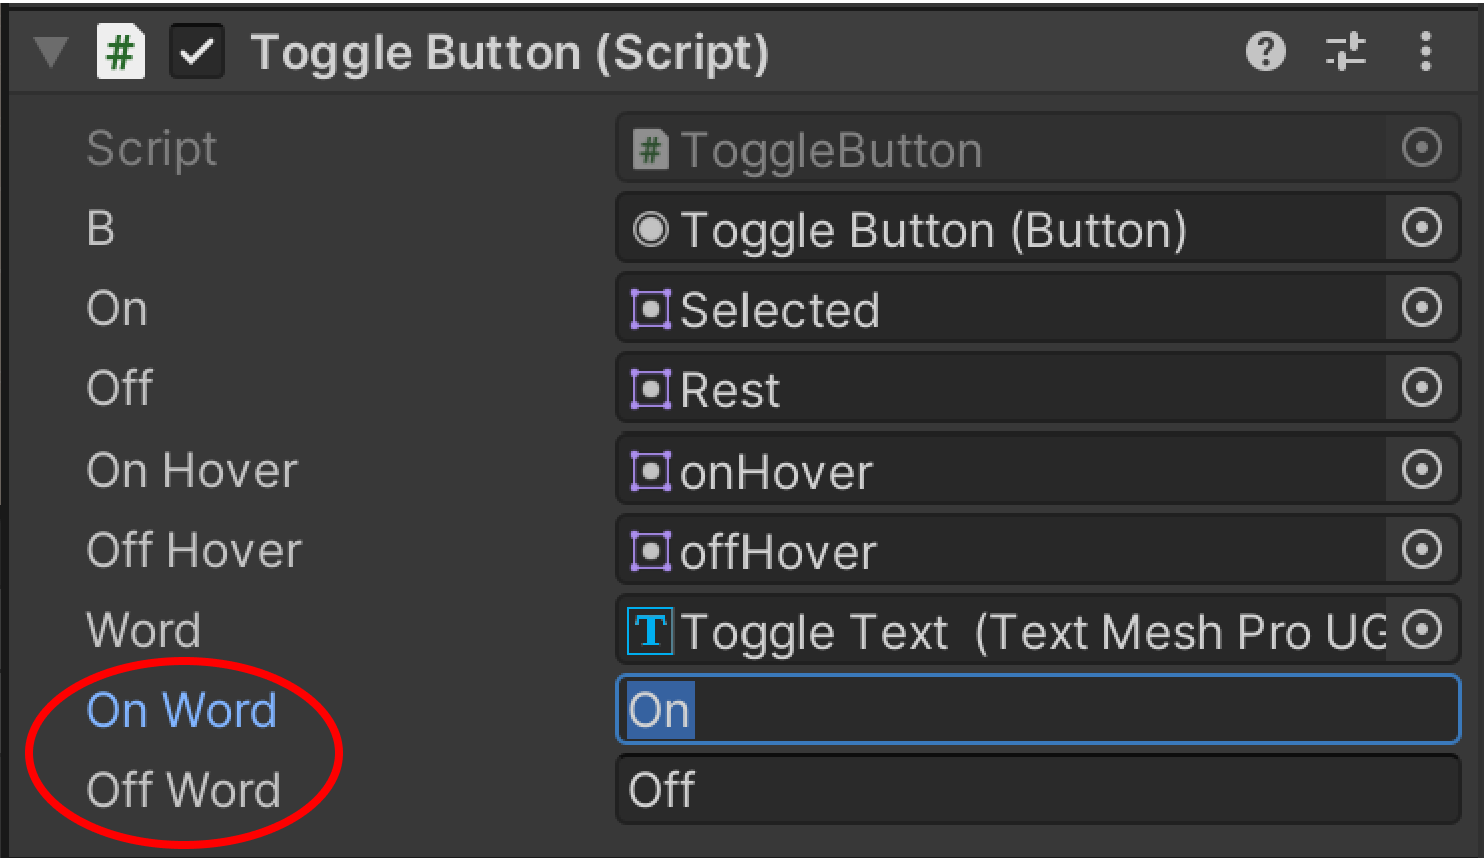 Toggle Button (Script)
Script ToggleButton
B Toggle Button (Button)
On Selected
Off Rest
On Hover onHover
Off Hover offHover
Word Toggle Text (Text Mesh Pro UG
On Word On
Off Word Off